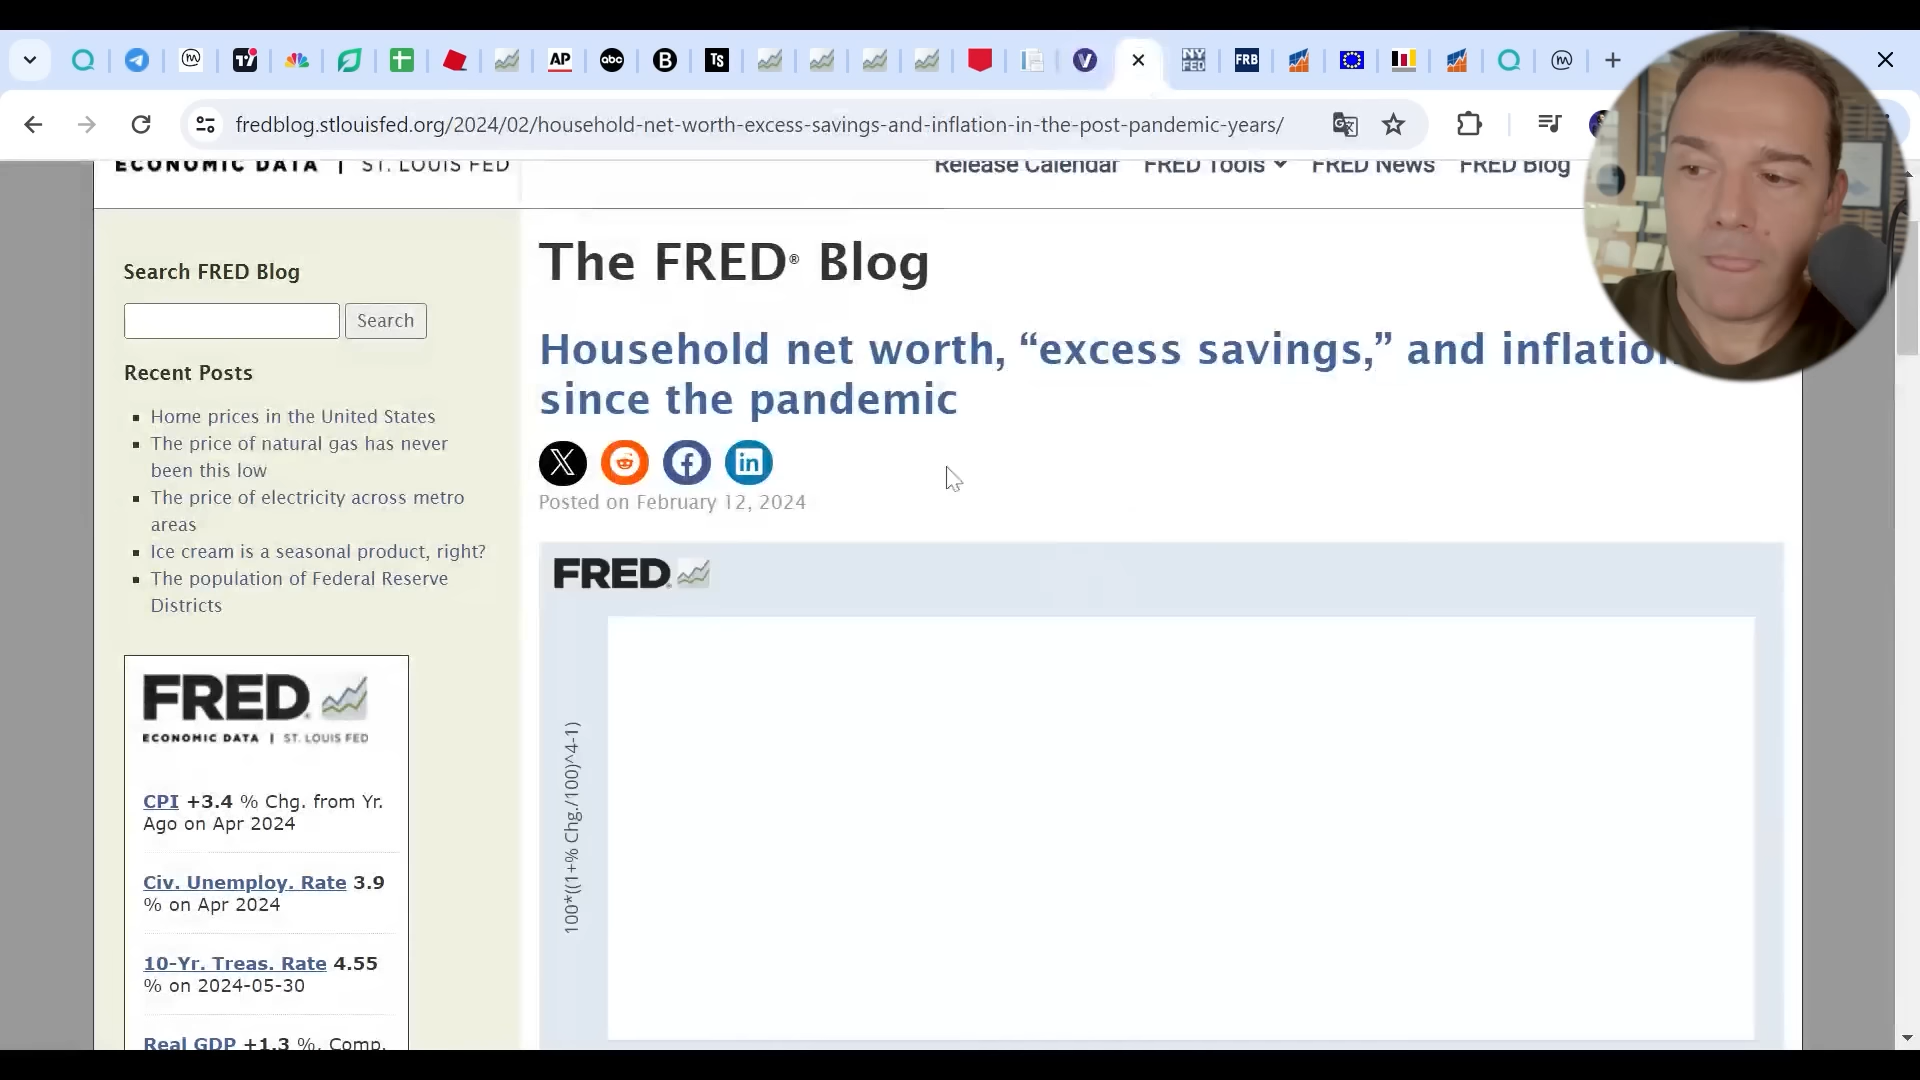 AP
abc
B
TS
V
NY
FED
FRB
fredblog.stlouisfed.org/2024/02/household-net-worth-excess-savings-and-inflation-in-the-post-pandemic-years/
ECONOMIC DATA | ST. LOUIS FED
Release Calendar
FRED Tools
FRED News
FRED Blog
Search FRED Blog
Search
Recent Posts
Home prices in the United States
The price of natural gas has never
been this low
The price of electricity across metro
areas
Ice cream is a seasonal product, right?
The population of Federal Reserve
Districts
FRED
ECONOMIC DATA | ST. LOUIS FED
CPI +3.4 % Chg. from Yr.
Ago on Apr 2024
Civ. Unemploy. Rate 3.9
% on Apr 2024
10-Yr. Treas. Rate 4.55
% on 2024-05-30
Real GDP +1.3 %, Comp.
The FRED® Blog
Household net worth, “excess savings,” and inflation
since the pandemic
X
in
Posted on February 12, 2024
FRED
100*((1+% Chg./100)^4-1)